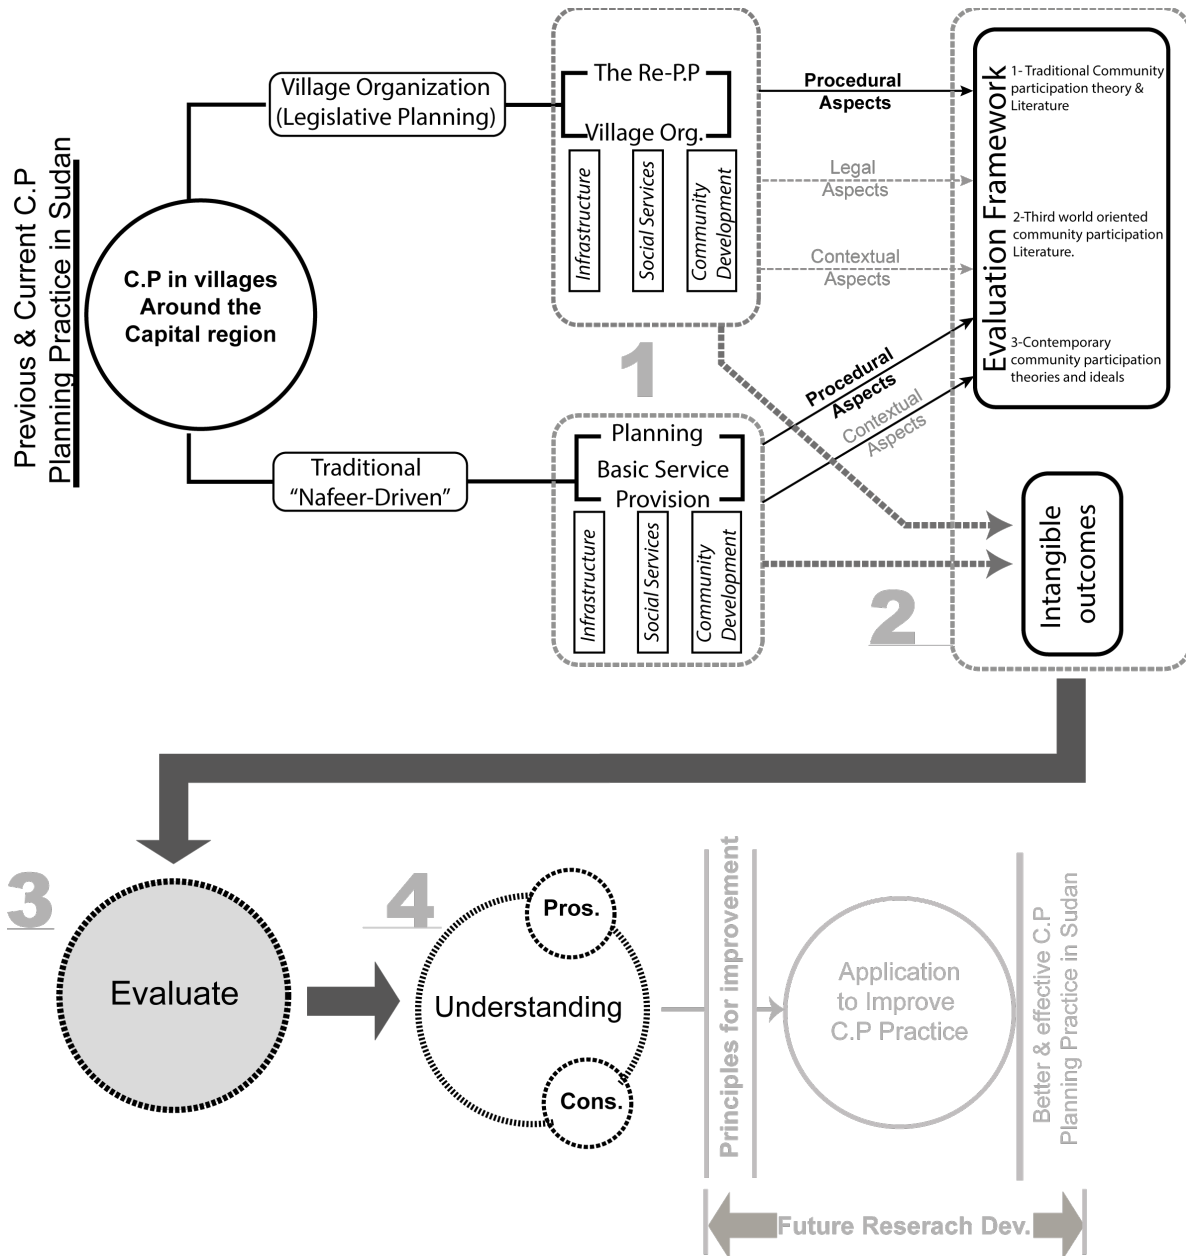 Previous & Current C.P
Planning Practice in Sudan
C.P in villages
Around the
Capital region
Village Organization
(Legislative Planning)
Traditional
“Nafeer-Driven”
The Re-P.P
Village Org.
Infrastructure
Social Services
Community
Development
1
Planning
Basic Service
Provision
Infrastructure
Social Services
Community
Development
Procedural
Aspects
Legal
Aspects
Contextual
Aspects
Procedural
Aspects
Contextual
Aspects
2
Evaluation Framework
1- Traditional Community
participation theory &
Literature
2-Third world oriented
community participation
Literature.
3-Contemporary
community participation
theories and ideals
Intangible
outcomes
3
Evaluate
4
Pros.
Understanding
Cons.
Principles for improvement
Application
to Improve
C.P Practice
Better & effective C.P
Planning Practice in Sudan
Future Reserach Dev.